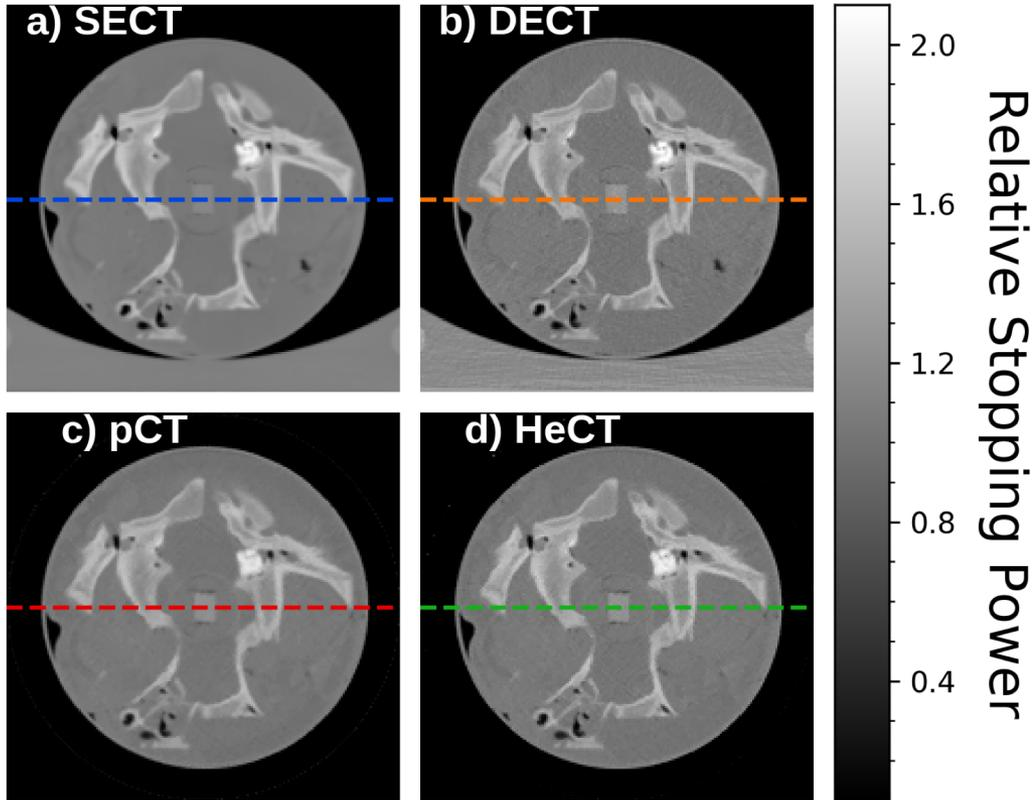 a) SECT
b) DECT
c) pCT
d) HeCT
2.0
1.6
1.2
0.8
0.4
Relative Stopping Power